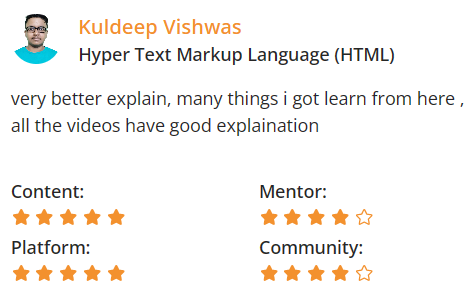 Kuldeep Vishwas
Hyper Text Markup Language (HTML)
very better explain, many things i got learn from here ,
all the videos have good explaination
Content:
Mentor:
Platform:
Community: